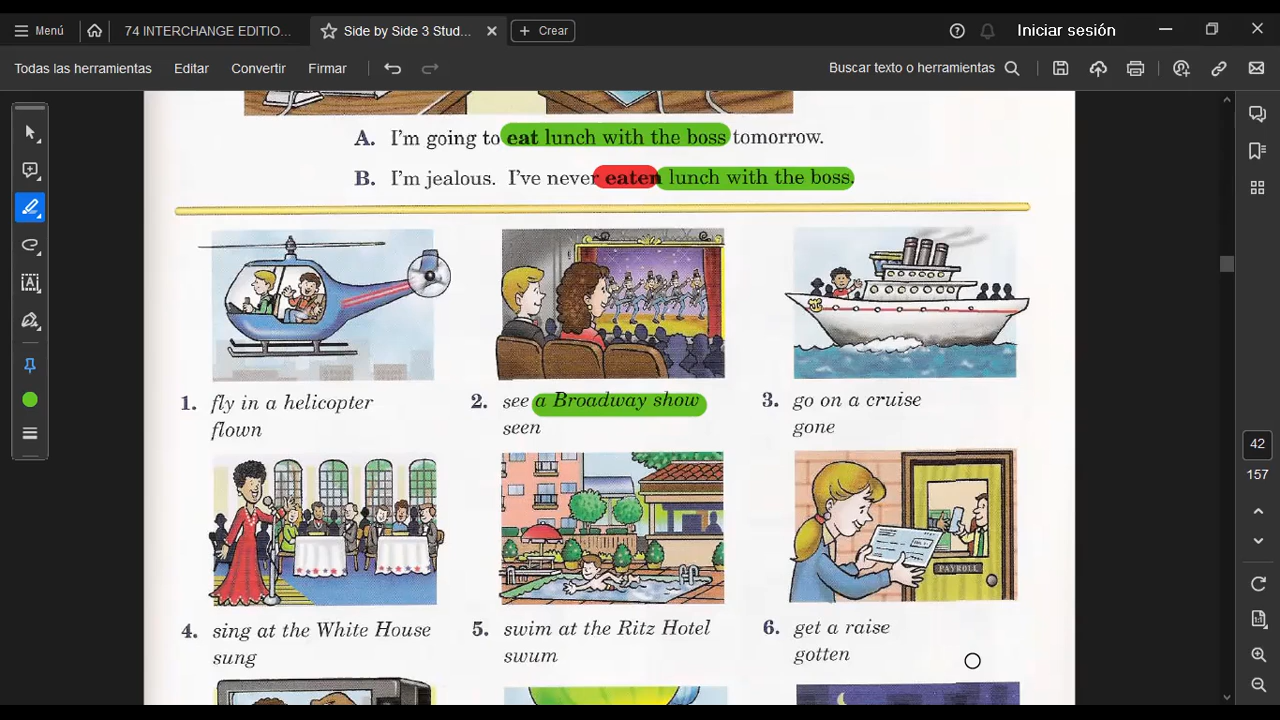 Menú
74 INTERCHANGE EDITIO...
Side by Side 3 Stud...
Crear
Iniciar sesión
Todas las herramientas
Editar
Convertir
Firmar
Buscar texto o herramientas
A. I'm going to eat lunch with the boss tomorrow.
B. I'm jealous. I've never eaten lunch with the boss.
1. fly in a helicopter
flown
2. see a Broadway show
seen
3. go on a cruise
gone
PAYROLL
4. sing at the White House
sung
5. swim at the Ritz Hotel
swum
6. get a raise
gotten
42
157